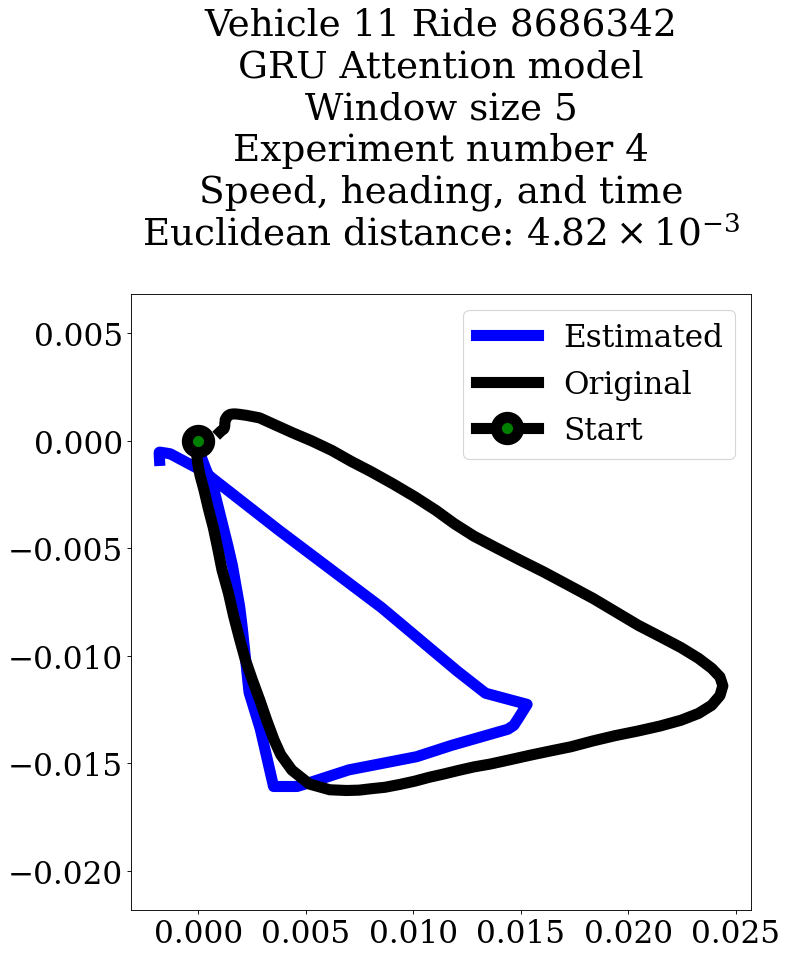 Vehicle 11 Ride 8686342
GRU Attention model
Window size 5
Experiment number 4
Speed, heading, and time
Euclidean distance: 4.82 × 10⁻³
Estimated
Original
Start
0.005
0.000
−0.005
−0.010
−0.015
−0.020
0.000 0.005 0.010 0.015 0.020 0.025